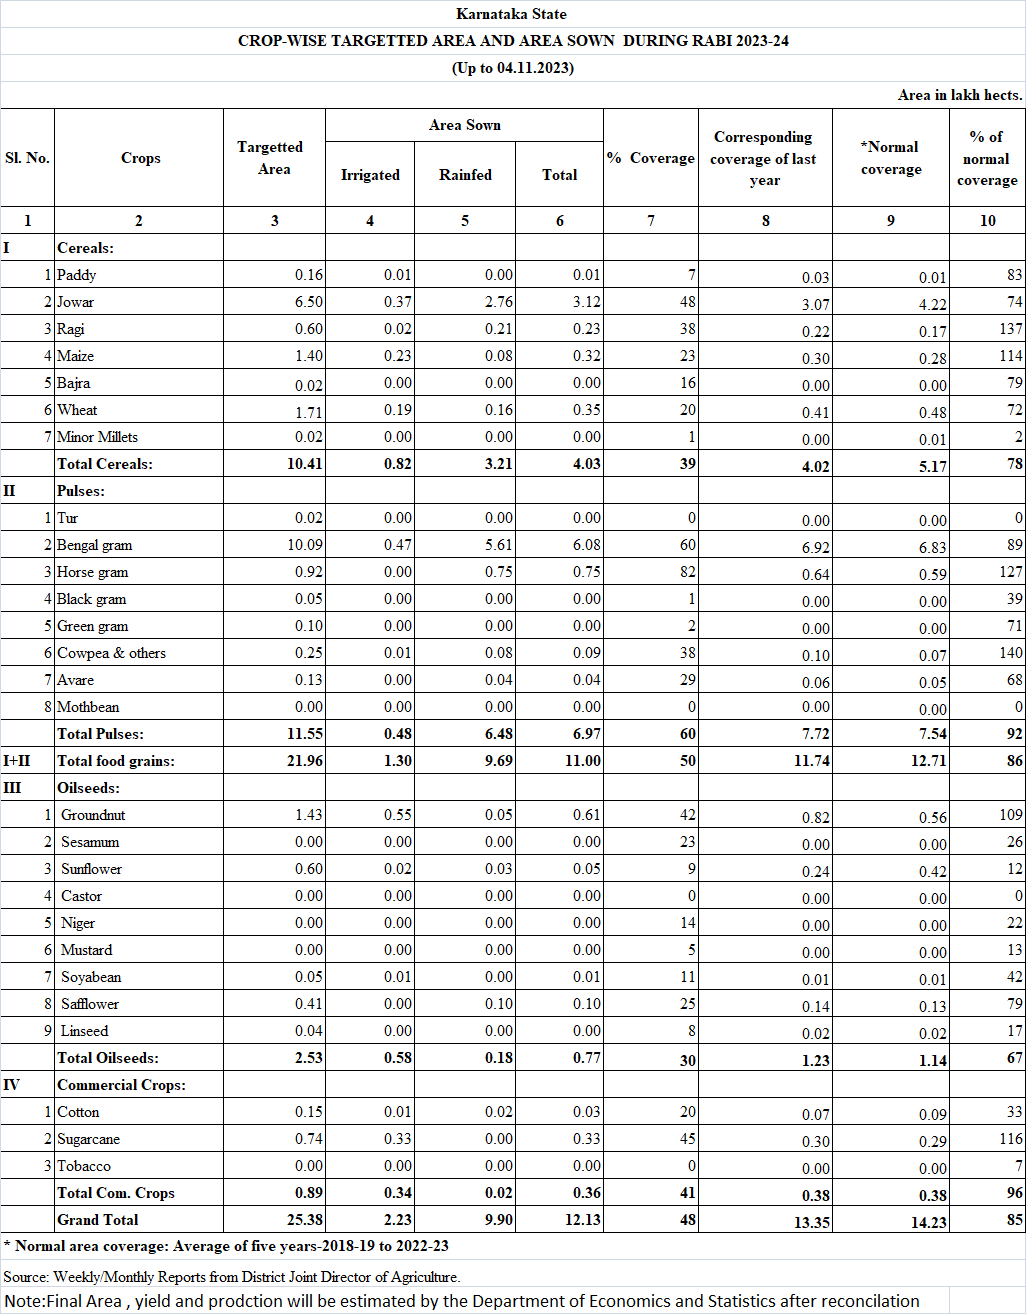 Karnataka State
CROP-WISE TARGETTED AREA AND AREA SOWN DURING RABI 2023-24
(Up to 04.11.2023)
Area in lakh hects.
Sl. No. Crops Targetted Area Area Sown % Coverage Corresponding coverage of last year *Normal coverage % of normal coverage
Irrigated Rainfed Total
1 2 3 4 5 6 7 8 9 10
I Cereals:
1 Paddy 0.16 0.01 0.00 0.01 7 0.03 0.01 83
2 Jowar 6.50 0.37 2.76 3.12 48 3.07 4.22 74
3 Ragi 0.60 0.02 0.21 0.23 38 0.22 0.17 137
4 Maize 1.40 0.23 0.08 0.32 23 0.30 0.28 114
5 Bajra 0.02 0.00 0.00 0.00 16 0.00 0.00 79
6 Wheat 1.71 0.19 0.16 0.35 20 0.41 0.48 72
7 Minor Millets 0.02 0.00 0.00 0.00 1 0.00 0.01 2
Total Cereals: 10.41 0.82 3.21 4.03 39 4.02 5.17 78
II Pulses:
1 Tur 0.02 0.00 0.00 0.00 0 0.00 0.00 0
2 Bengal gram 10.09 0.47 5.61 6.08 60 6.92 6.83 89
3 Horse gram 0.92 0.00 0.75 0.75 82 0.64 0.59 127
4 Black gram 0.05 0.00 0.00 0.00 1 0.00 0.00 39
5 Green gram 0.10 0.00 0.00 0.00 2 0.00 0.00 71
6 Cowpea & others 0.25 0.01 0.08 0.09 38 0.10 0.07 140
7 Avare 0.13 0.00 0.04 0.04 29 0.06 0.05 68
8 Mothbean 0.00 0.00 0.00 0.00 0 0.00 0.00 0
Total Pulses: 11.55 0.48 6.48 6.97 60 7.72 7.54 92
I+II Total food grains: 21.96 1.30 9.69 11.00 50 11.74 12.71 86
III Oilseeds:
1 Groundnut 1.43 0.55 0.05 0.61 42 0.82 0.56 109
2 Sesamum 0.00 0.00 0.00 0.00 23 0.00 0.00 26
3 Sunflower 0.60 0.02 0.03 0.05 9 0.24 0.42 12
4 Castor 0.00 0.00 0.00 0.00 0 0.00 0.00 0
5 Niger 0.00 0.00 0.00 0.00 14 0.00 0.00 22
6 Mustard 0.00 0.00 0.00 0.00 5 0.00 0.00 13
7 Soyabean 0.05 0.01 0.00 0.01 11 0.01 0.01 42
8 Safflower 0.41 0.00 0.10 0.10 25 0.14 0.13 79
9 Linseed 0.04 0.00 0.00 0.00 8 0.02 0.02 17
Total Oilseeds: 2.53 0.58 0.18 0.77 30 1.23 1.14 67
IV Commercial Crops:
1 Cotton 0.15 0.01 0.02 0.03 20 0.07 0.09 33
2 Sugarcane 0.74 0.33 0.00 0.33 45 0.30 0.29 116
3 Tobacco 0.00 0.00 0.00 0.00 0 0.00 0.00 7
Total Com. Crops 0.89 0.34 0.02 0.36 41 0.38 0.38 96
Grand Total 25.38 2.23 9.90 12.13 48 13.35 14.23 85
* Normal area coverage: Average of five years-2018-19 to 2022-23
Source: Weekly/Monthly Reports from District Joint Director of Agriculture.
Note:Final Area , yield and prodction will be estimated by the Department of Economics and Statistics after reconcilation